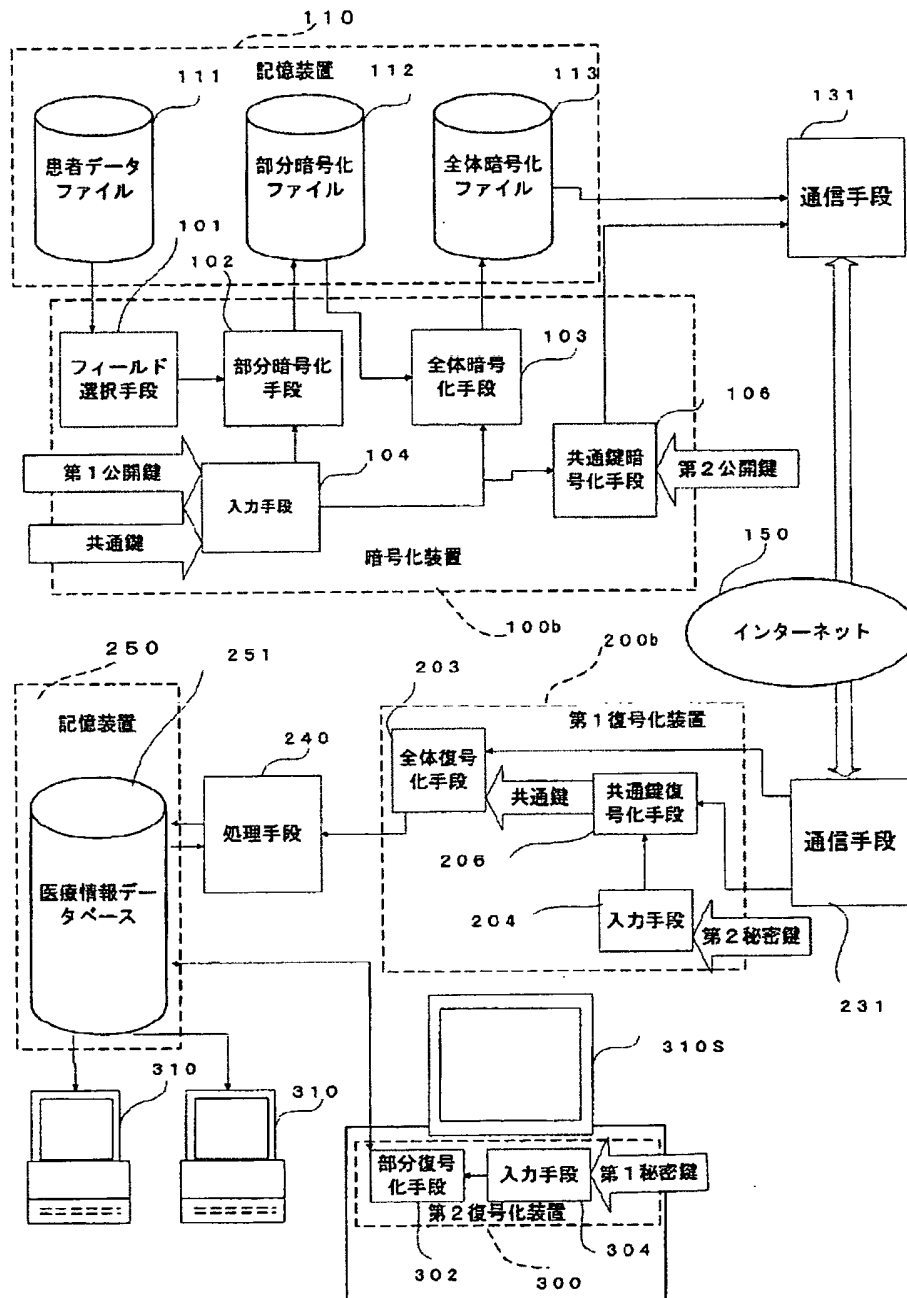 110
記憶装置
111
112
113
131
患者データ
ファイル
部分暗号化
ファイル
全体暗号化
ファイル
通信手段
101
102
103
フィールド
選択手段
部分暗号化
手段
全体暗号
化手段
106
第1公開鍵
104
入力手段
共通鍵暗
号化手段
第2公開鍵
共通鍵
暗号化装置
100b
150
インターネット
250
251
記憶装置
240
処理手段
医療情報デー
タベース
200b
203
第1復号化装置
全体復号
化手段
共通鍵
共通鍵復
号化手段
206
204
入力手段
第2秘密鍵
通信手段
231
310
310
310S
部分復号
化手段
入力手段
第1秘密鍵
第2復号化装置
302
300
304